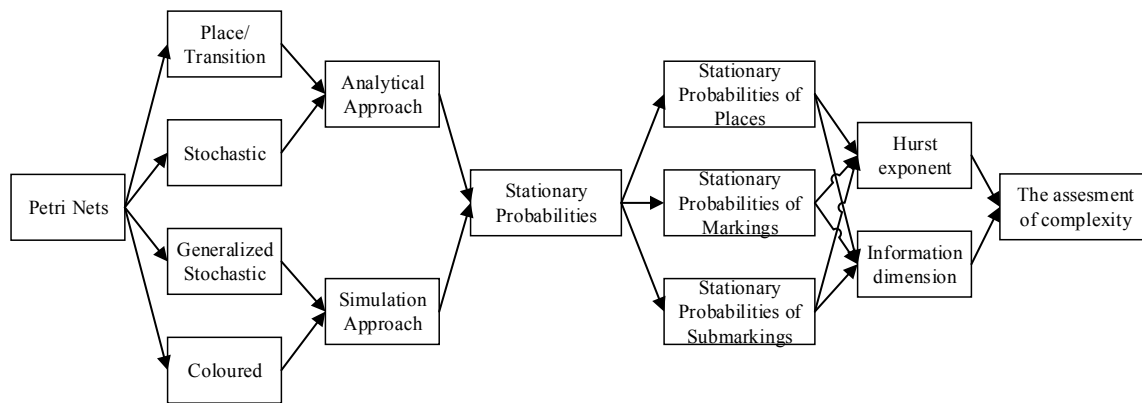 Petri Nets
Place/
Transition
Stochastic
Generalized
Stochastic
Coloured
Analytical
Approach
Simulation
Approach
Stationary
Probabilities
Stationary
Probabilities of
Places
Stationary
Probabilities of
Markings
Stationary
Probabilities of
Submarkings
Hurst
exponent
Information
dimension
The assesment
of complexity